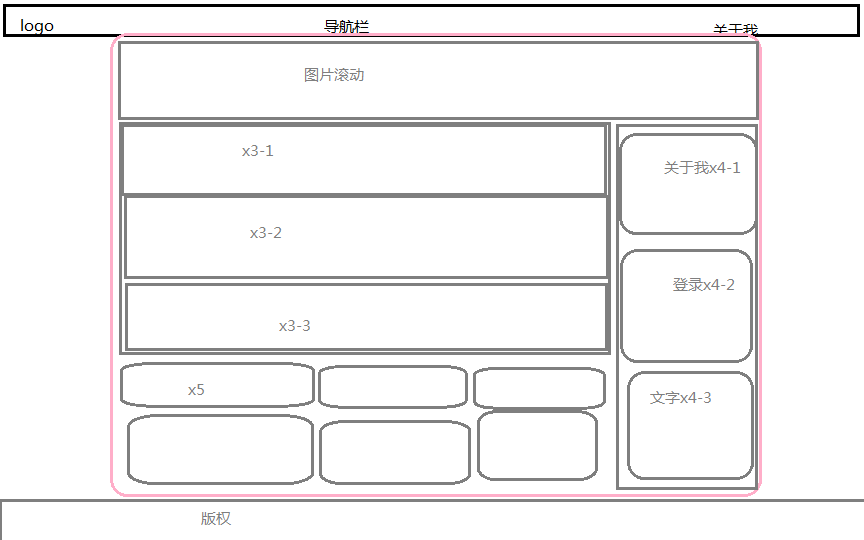 logo
导航栏
关于我
图片滚动
x3-1
关于我x4-1
x3-2
登录x4-2
x3-3
x5
文字x4-3
版权